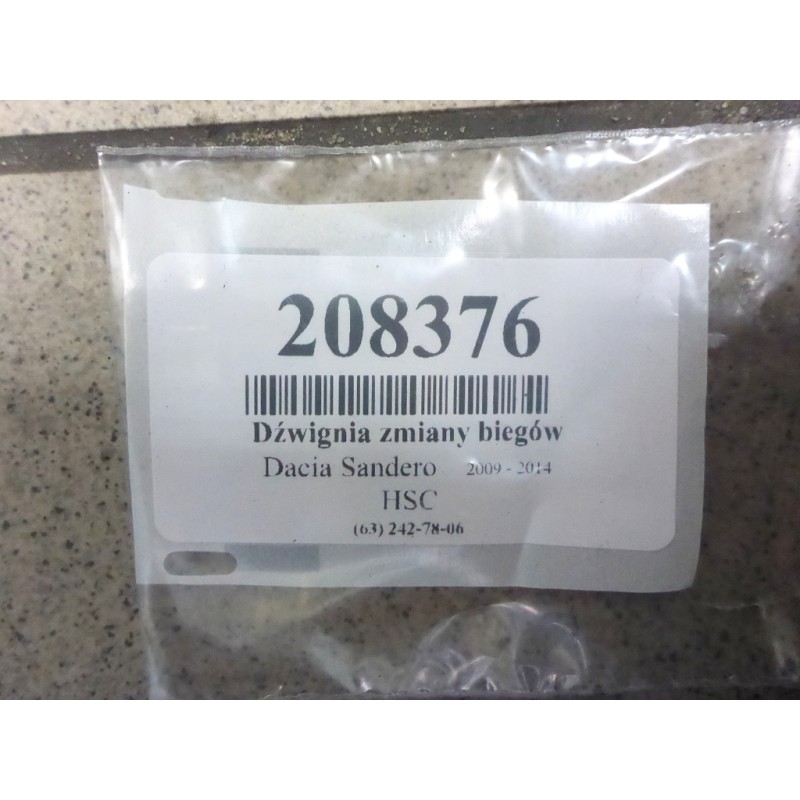 208376
Dźwignia zmiany biegów
Dacia Sandero 2009 - 2014
HSC
(63) 242-78-06